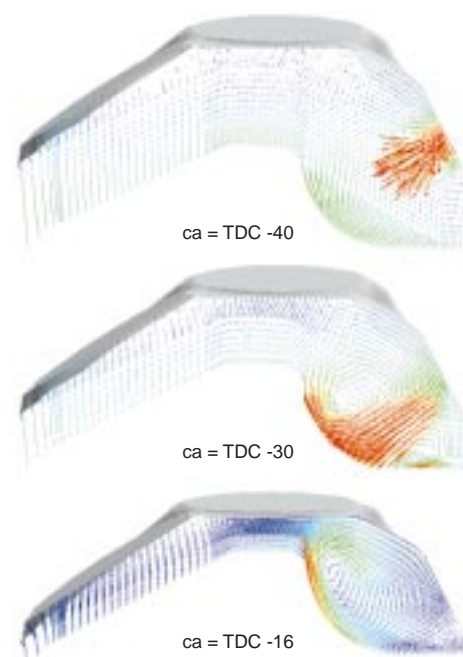 ca = TDC -40
ca = TDC -30
ca = TDC -16